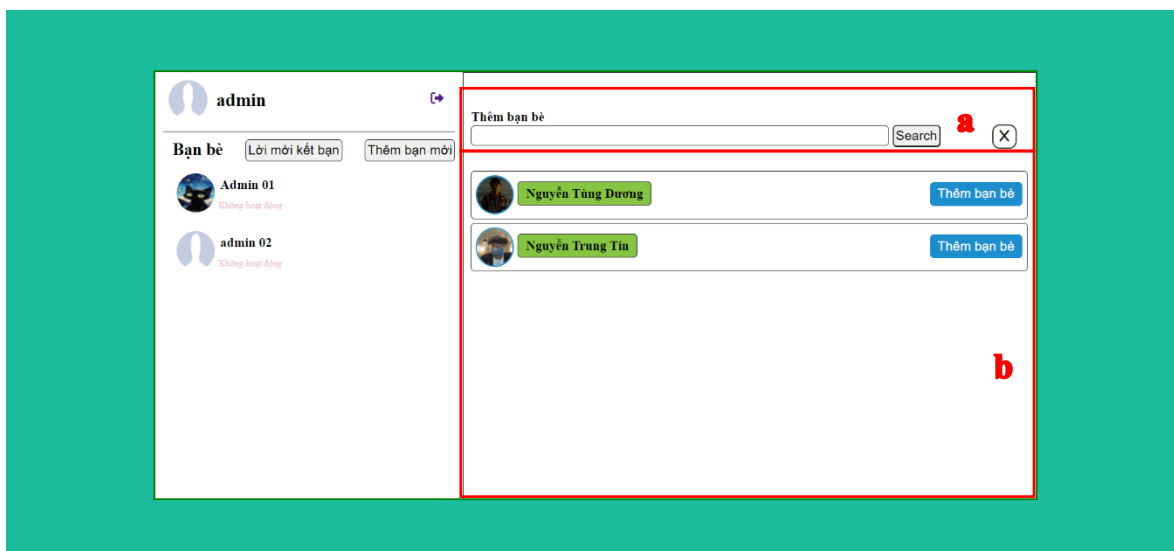 admin
Bạn bè
Lời mời kết bạn
Thêm bạn mới
Admin 01
Không hoạt động
admin 02
Không hoạt động
Thêm bạn bè
Search
a
X
Nguyễn Tùng Dương
Thêm bạn bè
Nguyễn Trung Tín
Thêm bạn bè
b